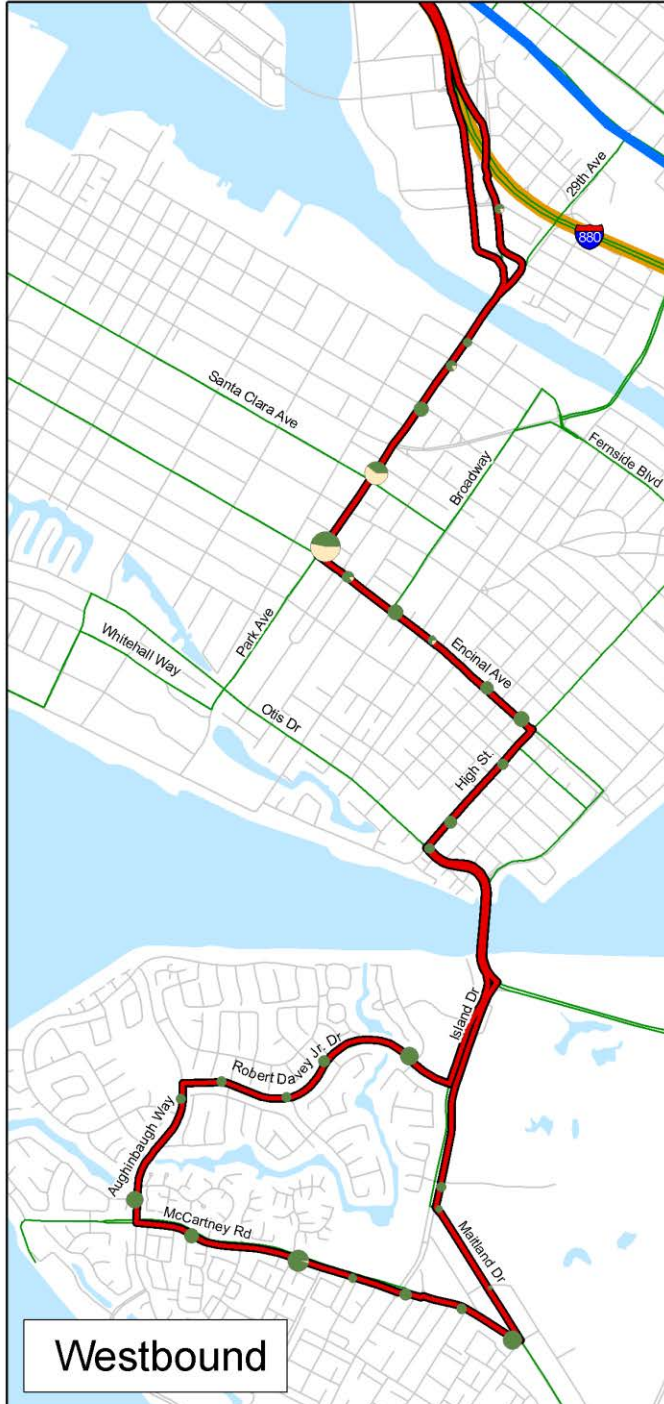 29th Ave
880
Santa Clara Ave
Broadway
Fernside Blvd
Park Ave
Encinal Ave
Whitehall Way
Otis Dr
High St.
Island Dr
Robert Davey Jr. Dr
Aughinbaugh Way
McCartney Rd
Maitland Dr
Westbound